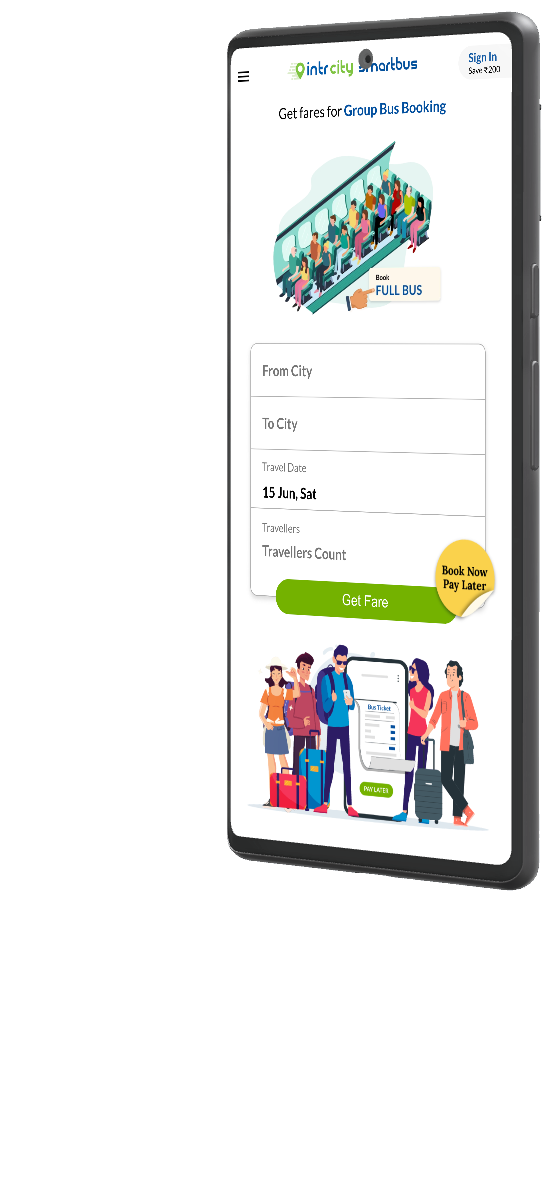 intrcity smartbus
Sign In
Save ₹200
Get fares for Group Bus Booking
Book
FULL BUS
From City
To City
Travel Date
15 Jun, Sat
Travellers
Travellers Count
Book Now
Pay Later
Get Fare
Bus Ticket
PAY LATER